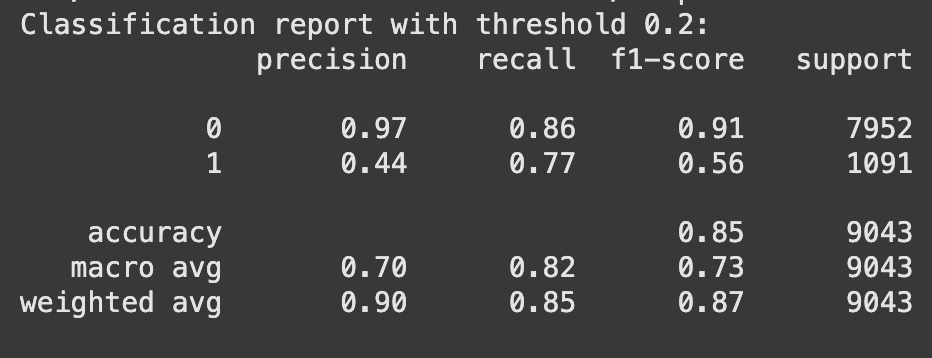 Classification report with threshold 0.2:
precision recall f1-score support
0 0.97 0.86 0.91 7952
1 0.44 0.77 0.56 1091
accuracy 0.85 9043
macro avg 0.70 0.82 0.73 9043
weighted avg 0.90 0.85 0.87 9043